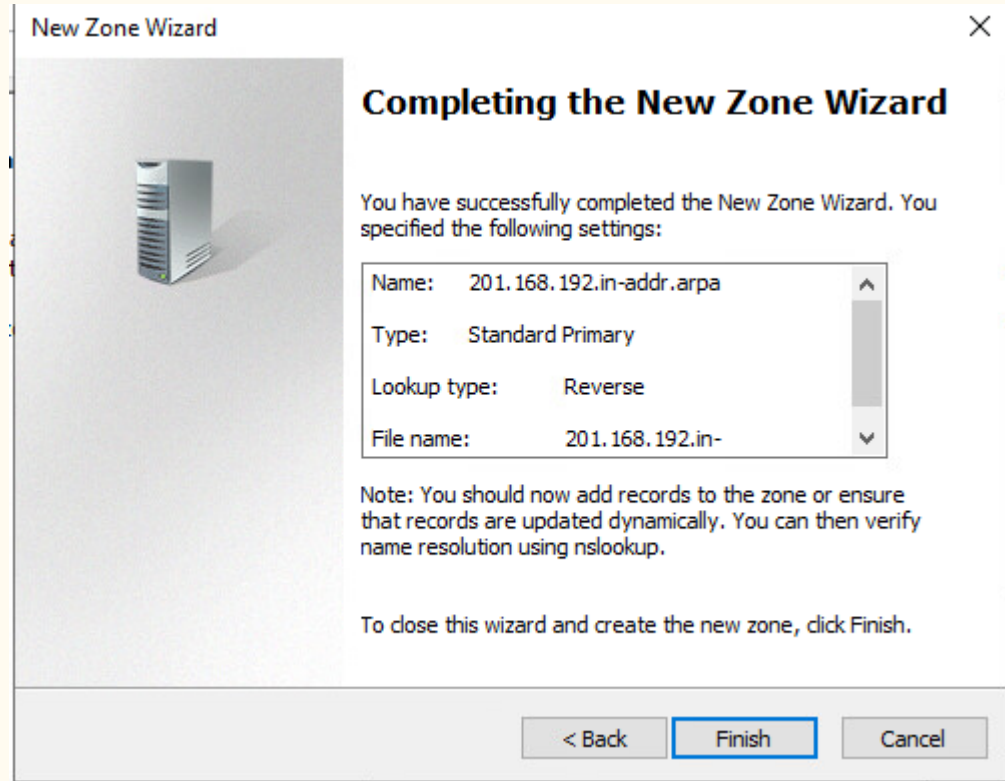 New Zone Wizard
Completing the New Zone Wizard
You have successfully completed the New Zone Wizard. You
specified the following settings:
Name: 201.168.192.in-addr.arpa
Type: Standard Primary
Lookup type: Reverse
File name: 201.168.192.in-
Note: You should now add records to the zone or ensure
that records are updated dynamically. You can then verify
name resolution using nslookup.
To close this wizard and create the new zone, click Finish.
< Back Finish Cancel